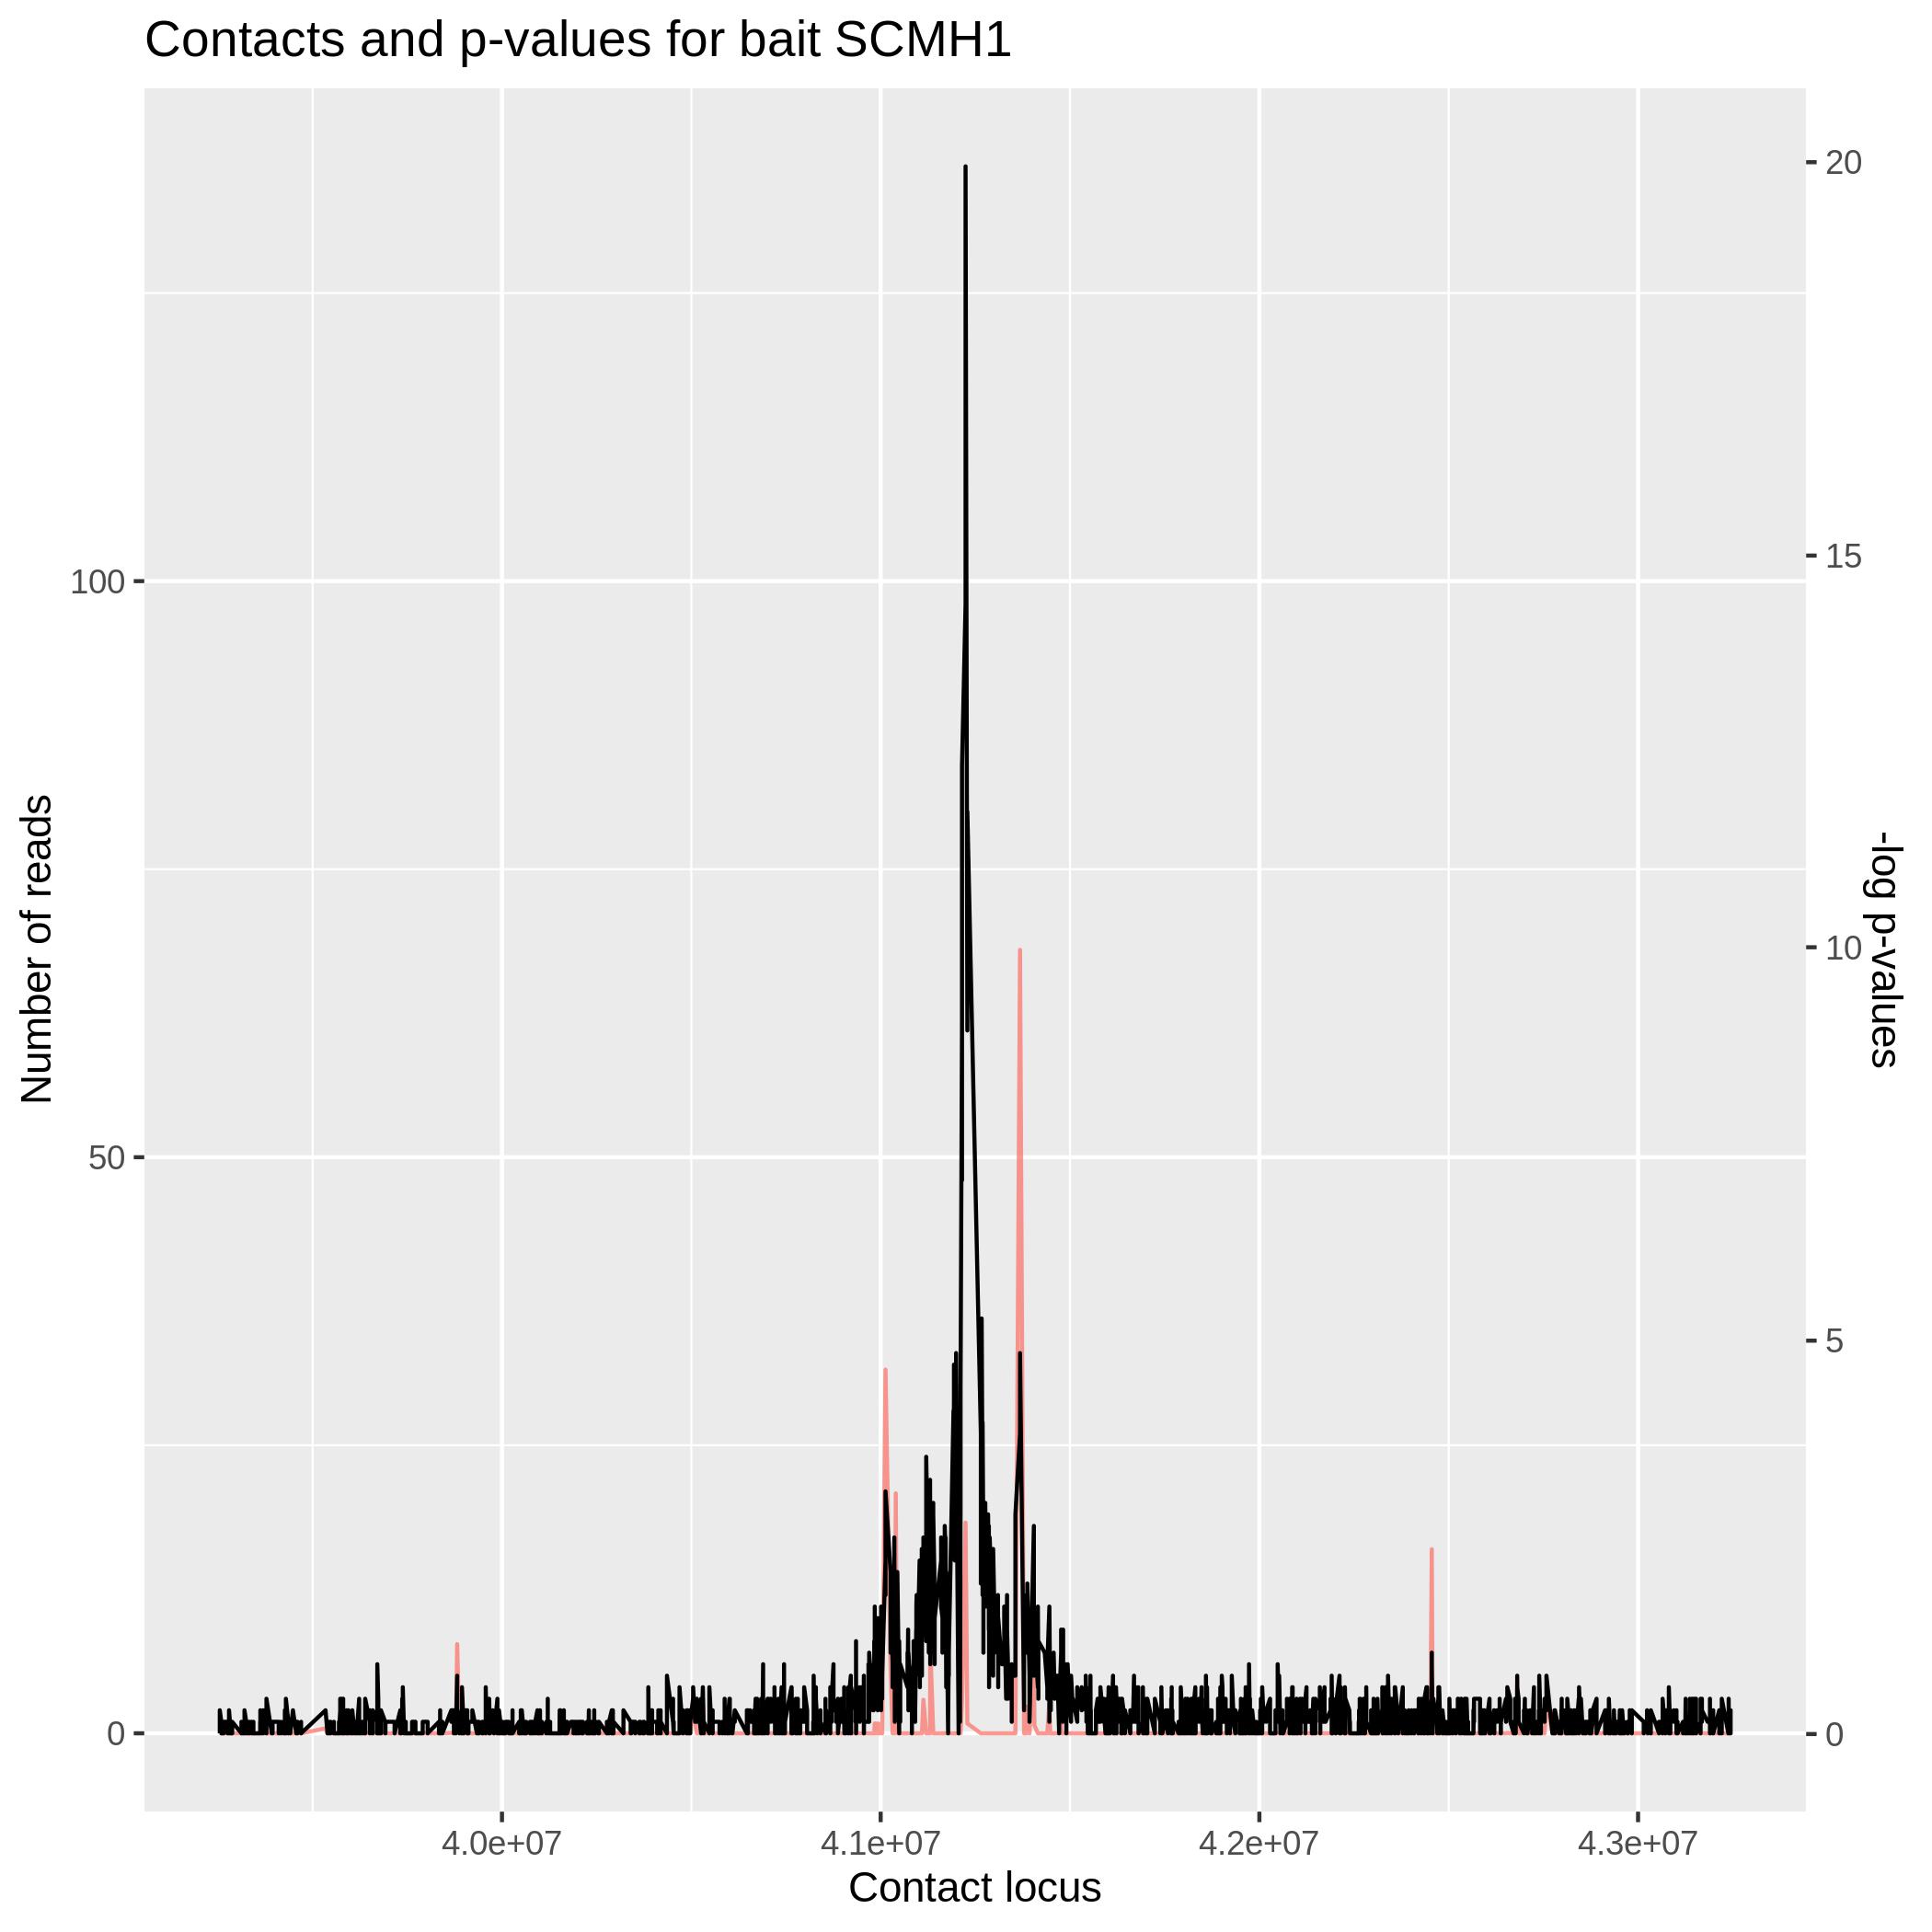 Contacts and p-values for bait SCMH1
Number of reads
100
50
0
20
15
10
5
0
-log p-values
4.0e+07
4.1e+07
4.2e+07
4.3e+07
Contact locus